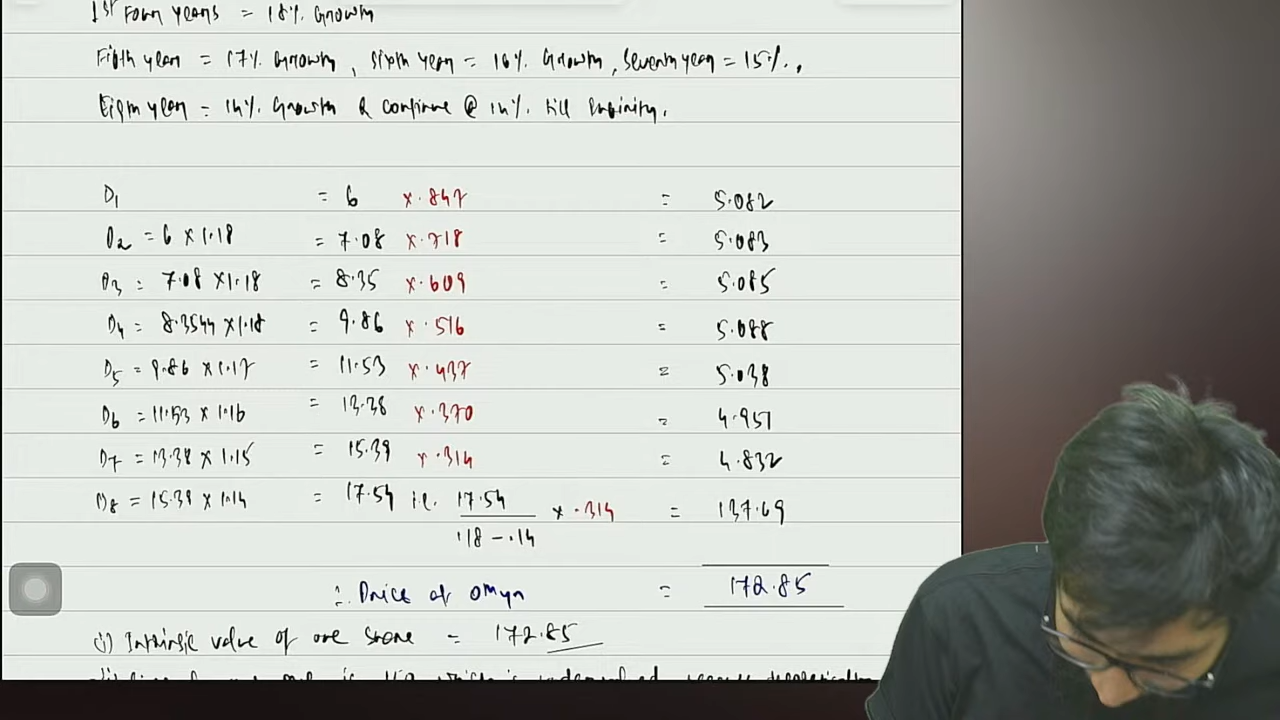 1st Four years = 18% Growth
Fifth year = 17% Growth, Sixth year = 16% Growth, Seventh year = 15%.,
Eighth year = 14% Growth & continue @ 14% till Infinity.
D1 = 6 x .847 = 5.082
D2 = 6 x 1.18 = 7.08 x .718 = 5.083
D3 = 7.08 x 1.18 = 8.35 x .609 = 5.085
D4 = 8.3544 x 1.18 = 9.86 x .516 = 5.088
D5 = 9.86 x 1.17 = 11.53 x .437 = 5.038
D6 = 11.53 x 1.16 = 13.38 x .370 = 4.951
D7 = 13.38 x 1.15 = 15.39 x .314 = 4.832
D8 = 15.39 x 1.14 = 17.54 i.e. 17.54 x .314 = 137.69
.18 - .14
∴ Price at = 172.85
(i) Intrinsic value of one share = 172.85